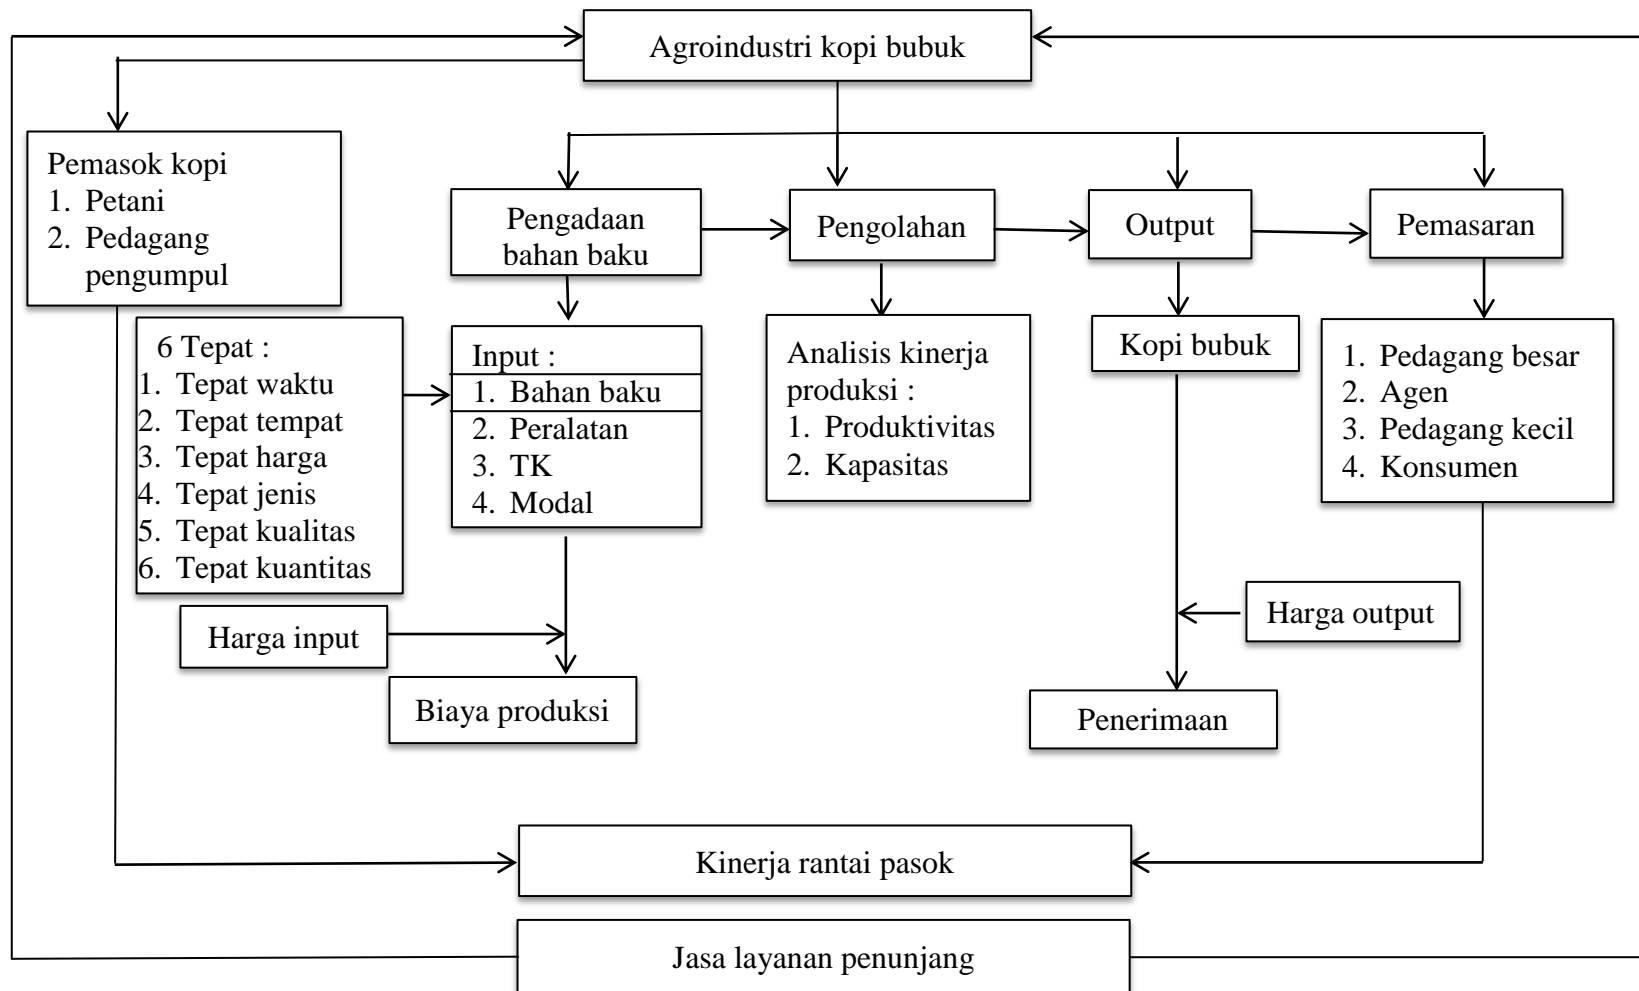 Agroindustri kopi bubuk
Pemasok kopi
1. Petani
2. Pedagang
pengumpul
Pengadaan
bahan baku
Pengolahan
Output
Pemasaran
6 Tepat :
1. Tepat waktu
2. Tepat tempat
3. Tepat harga
4. Tepat jenis
5. Tepat kualitas
6. Tepat kuantitas
Input :
1. Bahan baku
2. Peralatan
3. TK
4. Modal
Analisis kinerja
produksi :
1. Produktivitas
2. Kapasitas
Kopi bubuk
1. Pedagang besar
2. Agen
3. Pedagang kecil
4. Konsumen
Harga input
Harga output
Biaya produksi
Penerimaan
Kinerja rantai pasok
Jasa layanan penunjang